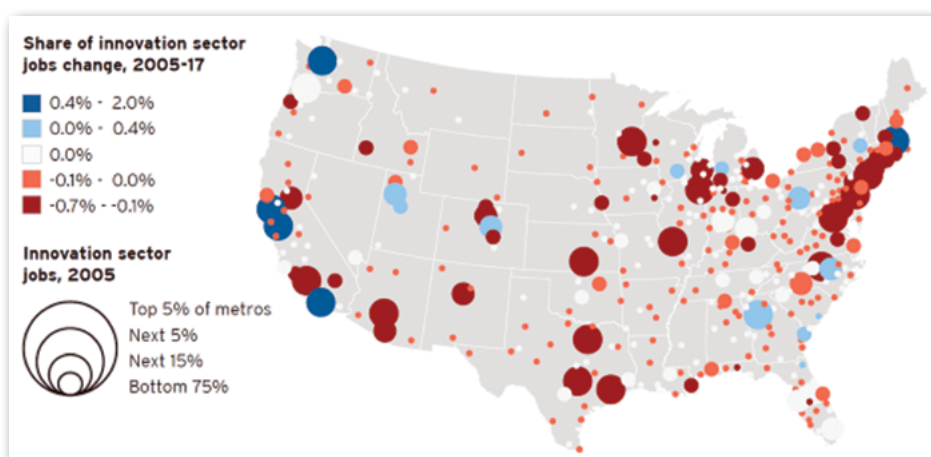 Share of innovation sector
jobs change, 2005-17
0.4% - 2.0%
0.0% - 0.4%
0.0%
-0.1% - 0.0%
-0.7% - -0.1%
Innovation sector
jobs, 2005
Top 5% of metros
Next 5%
Next 15%
Bottom 75%